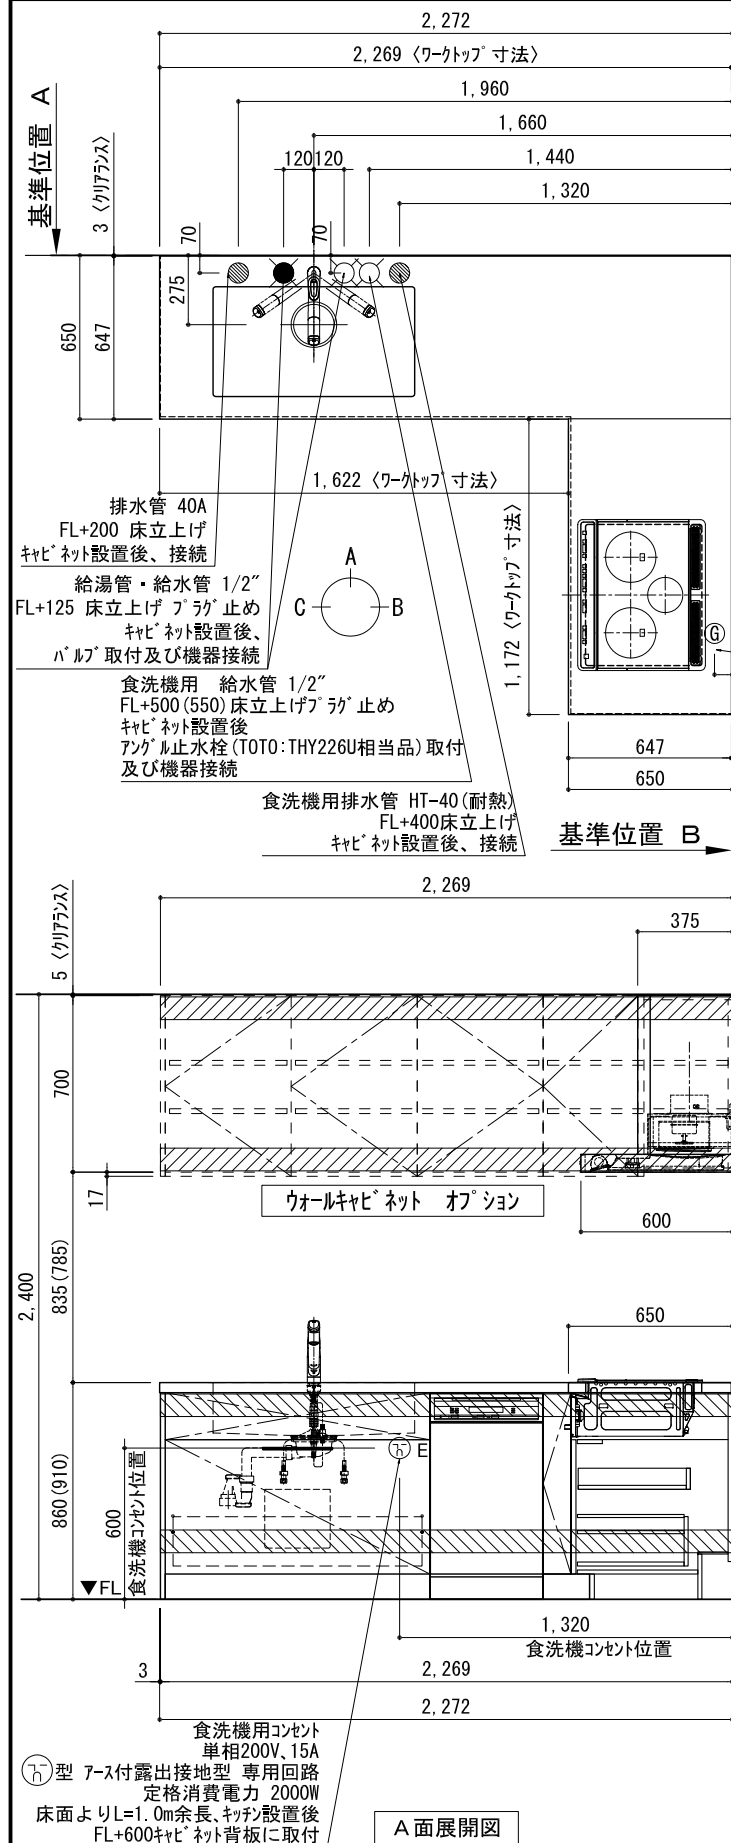 2,272
2,269 〈ワークトップ寸法〉
1,960
1,660
120 120
1,440
1,320
基準位置 A
3 〈クリアランス〉
70
70
275
650
647
1,622 〈ワークトップ寸法〉
1,172 〈ワークトップ寸法〉
排水管 40A
FL+200 床立上げ
キャビネット設置後、接続
給湯管・給水管 1/2″
FL+125 床立上げ プラグ止め
キャビネット設置後、
バルブ取付及び機器接続
A
C
B
G
食洗機用 給水管 1/2″
FL+500(550)床立上げプラグ止め
キャビネット設置後
アングル止水栓(TOTO:THY226U相当品)取付
及び機器接続
647
650
食洗機用排水管 HT-40(耐熱)
FL+400床立上げ
キャビネット設置後、接続
基準位置 B
2,269
5 〈クリアランス〉
375
700
17
ウォールキャビネット オプション
600
2,400
835(785)
650
860(910)
600
食洗機コンセント位置
E
▼FL
1,320
食洗機コンセント位置
3
2,269
2,272
食洗機用コンセント
単相200V、15A
型 アース付露出接地型 専用回路
定格消費電力 2000W
床面よりL=1.0m余長、キッチン設置後
FL+600キャビネット背板に取付
A面展開図